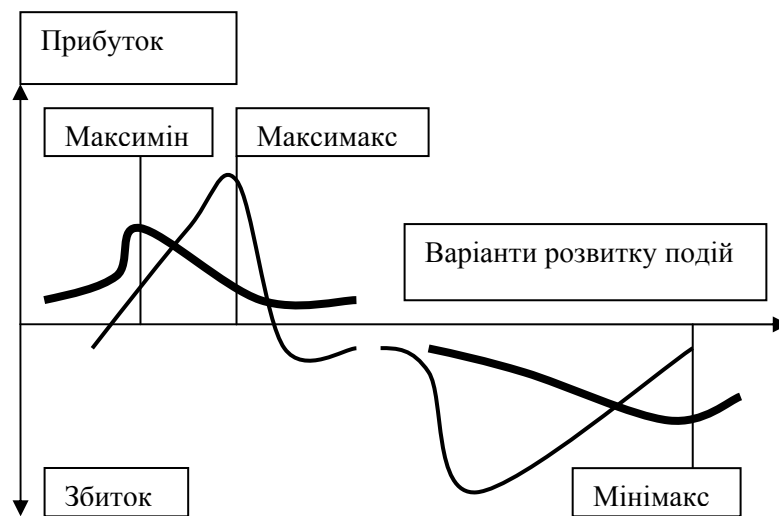 Прибуток
Максимін
Максимакс
Варіанти розвитку подій
Збиток
Мінімакс